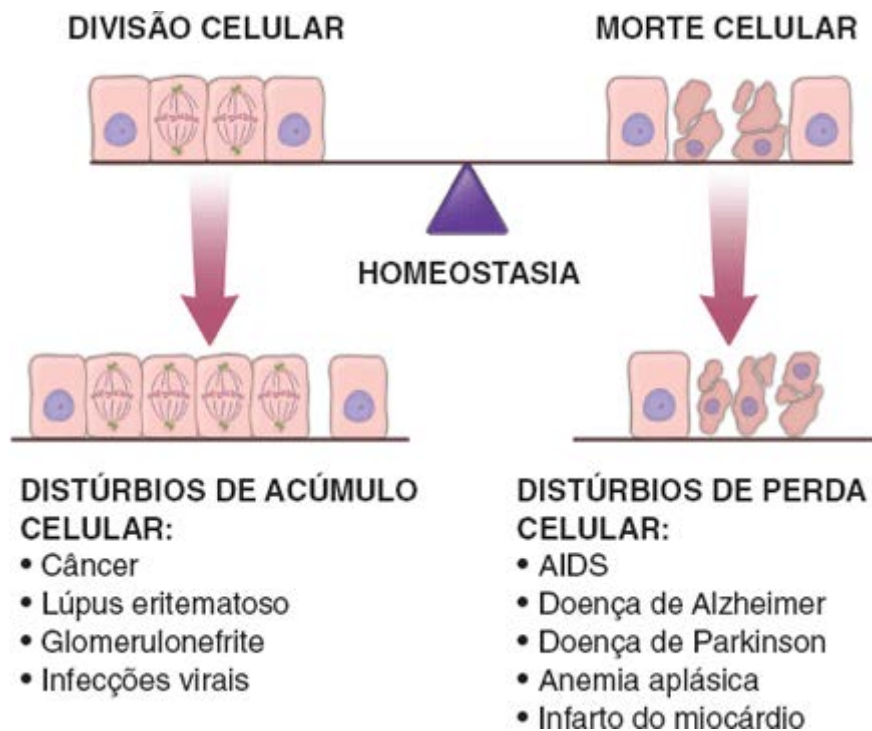 DIVISÃO CELULAR
MORTE CELULAR
HOMEOSTASIA
DISTÚRBIOS DE ACÚMULO
CELULAR:
• Câncer
• Lúpus eritematoso
• Glomerulonefrite
• Infecções virais
DISTÚRBIOS DE PERDA
CELULAR:
• AIDS
• Doença de Alzheimer
• Doença de Parkinson
• Anemia aplásica
• Infarto do miocárdio